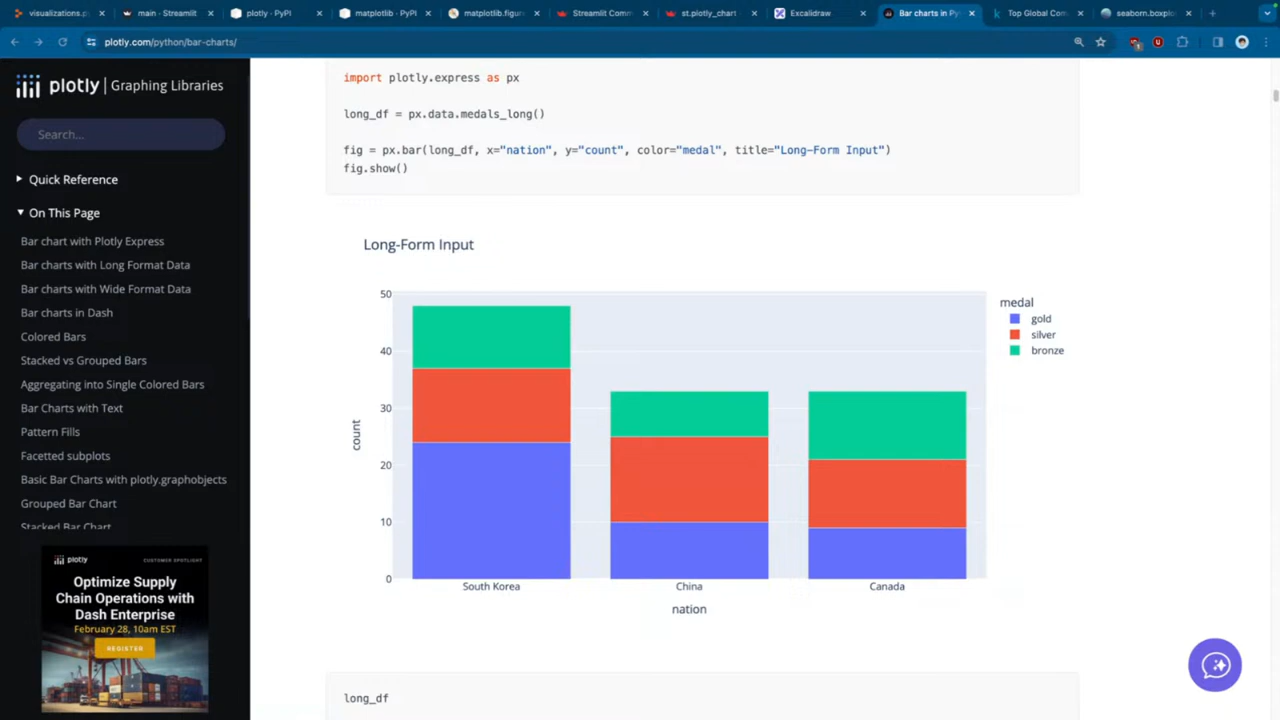 visualizations.p
main - Streamlit
plotly - PyPI
matplotlib - PyPI
matplotlib.figur
Streamlit Comm
st.plotly_chart
Excalidraw
Bar charts in Py
Top Global Com
seaborn.boxplo
plotly.com/python/bar-charts/
plotly | Graphing Libraries
Search...
Quick Reference
On This Page
Bar chart with Plotly Express
Bar charts with Long Format Data
Bar charts with Wide Format Data
Bar charts in Dash
Colored Bars
Stacked vs Grouped Bars
Aggregating into Single Colored Bars
Bar Charts with Text
Pattern Fills
Facetted subplots
Basic Bar Charts with plotly.graphobjects
Grouped Bar Chart
Stacked Bar Chart
plotly
CUSTOMER SPOTLIGHT
Optimize Supply
Chain Operations with
Dash Enterprise
February 28, 10am EST
REGISTER
import plotly.express as px
long_df = px.data.medals_long()
fig = px.bar(long_df, x="nation", y="count", color="medal", title="Long-Form Input")
fig.show()
Long-Form Input
50
40
30
20
10
0
count
South Korea
China
Canada
nation
medal
gold
silver
bronze
long_df